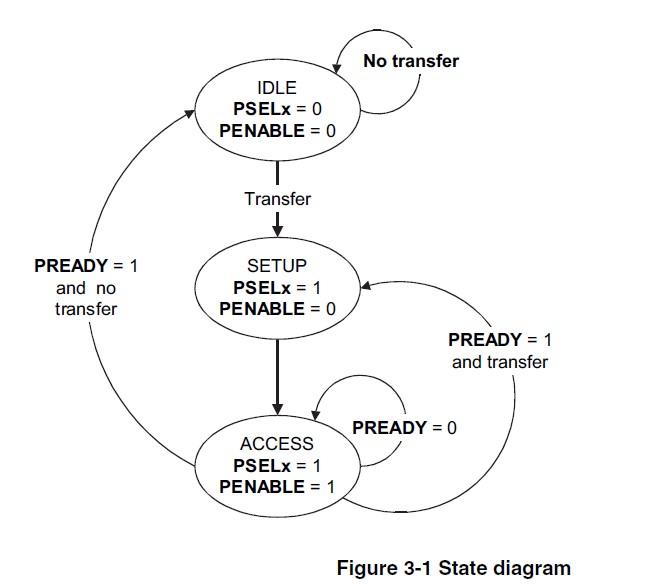 No transfer
IDLE
PSELx = 0
PENABLE = 0
Transfer
PREADY = 1
and no
transfer
SETUP
PSELx = 1
PENABLE = 0
PREADY = 1
and transfer
PREADY = 0
ACCESS
PSELx = 1
PENABLE = 1
Figure 3-1 State diagram